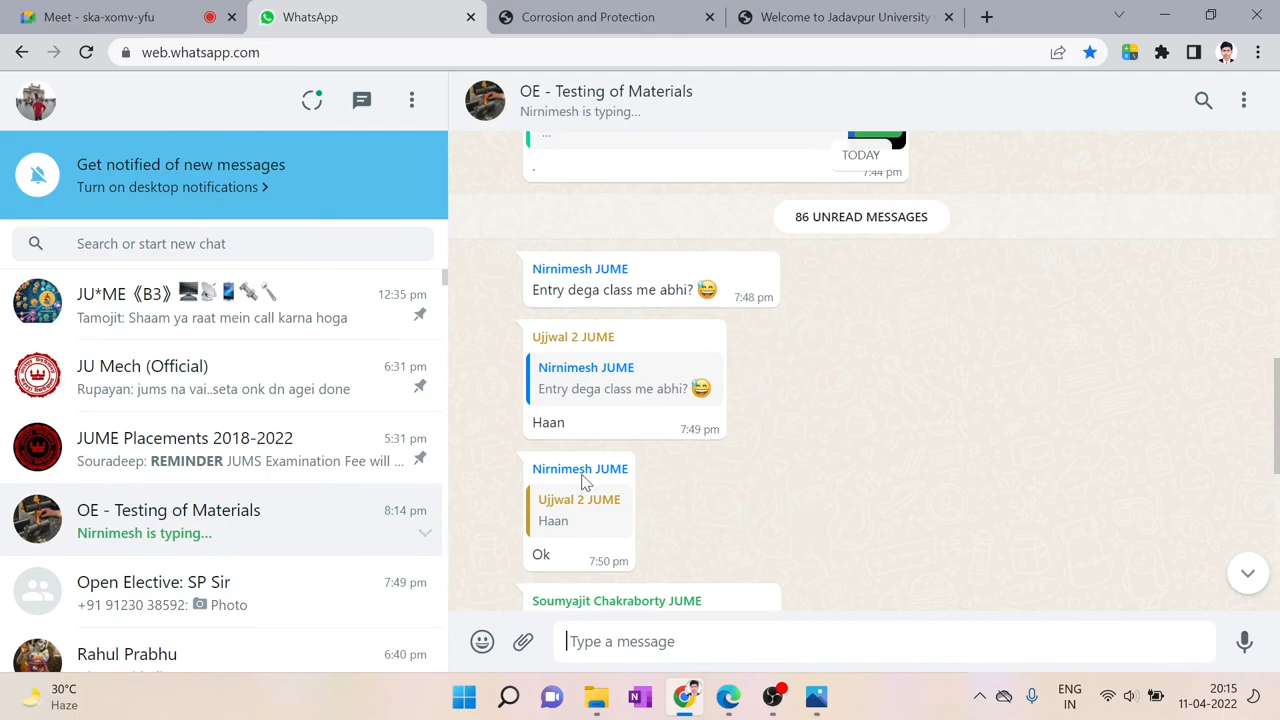 Meet - ska-xomv-yfu
WhatsApp
Corrosion and Protection
Welcome to Jadavpur University
web.whatsapp.com
OE - Testing of Materials
Nirnimesh is typing...
Get notified of new messages
Turn on desktop notifications >
Search or start new chat
JU*ME 《B3》
12:35 pm
Tamojit: Shaam ya raat mein call karna hoga
JU Mech (Official)
6:31 pm
Rupayan: jums na vai..seta onk dn agei done
JUME Placements 2018-2022
5:31 pm
Souradeep: REMINDER JUMS Examination Fee will ...
OE - Testing of Materials
8:14 pm
Nirnimesh is typing...
Open Elective: SP Sir
7:49 pm
+91 91230 38592: Photo
Rahul Prabhu
6:40 pm
...
.
TODAY
7:44 pm
86 UNREAD MESSAGES
Nirnimesh JUME
Entry dega class me abhi? 😅
7:48 pm
Ujjwal 2 JUME
Nirnimesh JUME
Entry dega class me abhi? 😅
Haan
7:49 pm
Nirnimesh JUME
Ujjwal 2 JUME
Haan
Ok
7:50 pm
Soumyajit Chakraborty JUME
Type a message
30°C
Haze
ENG
IN
20:15
11-04-2022